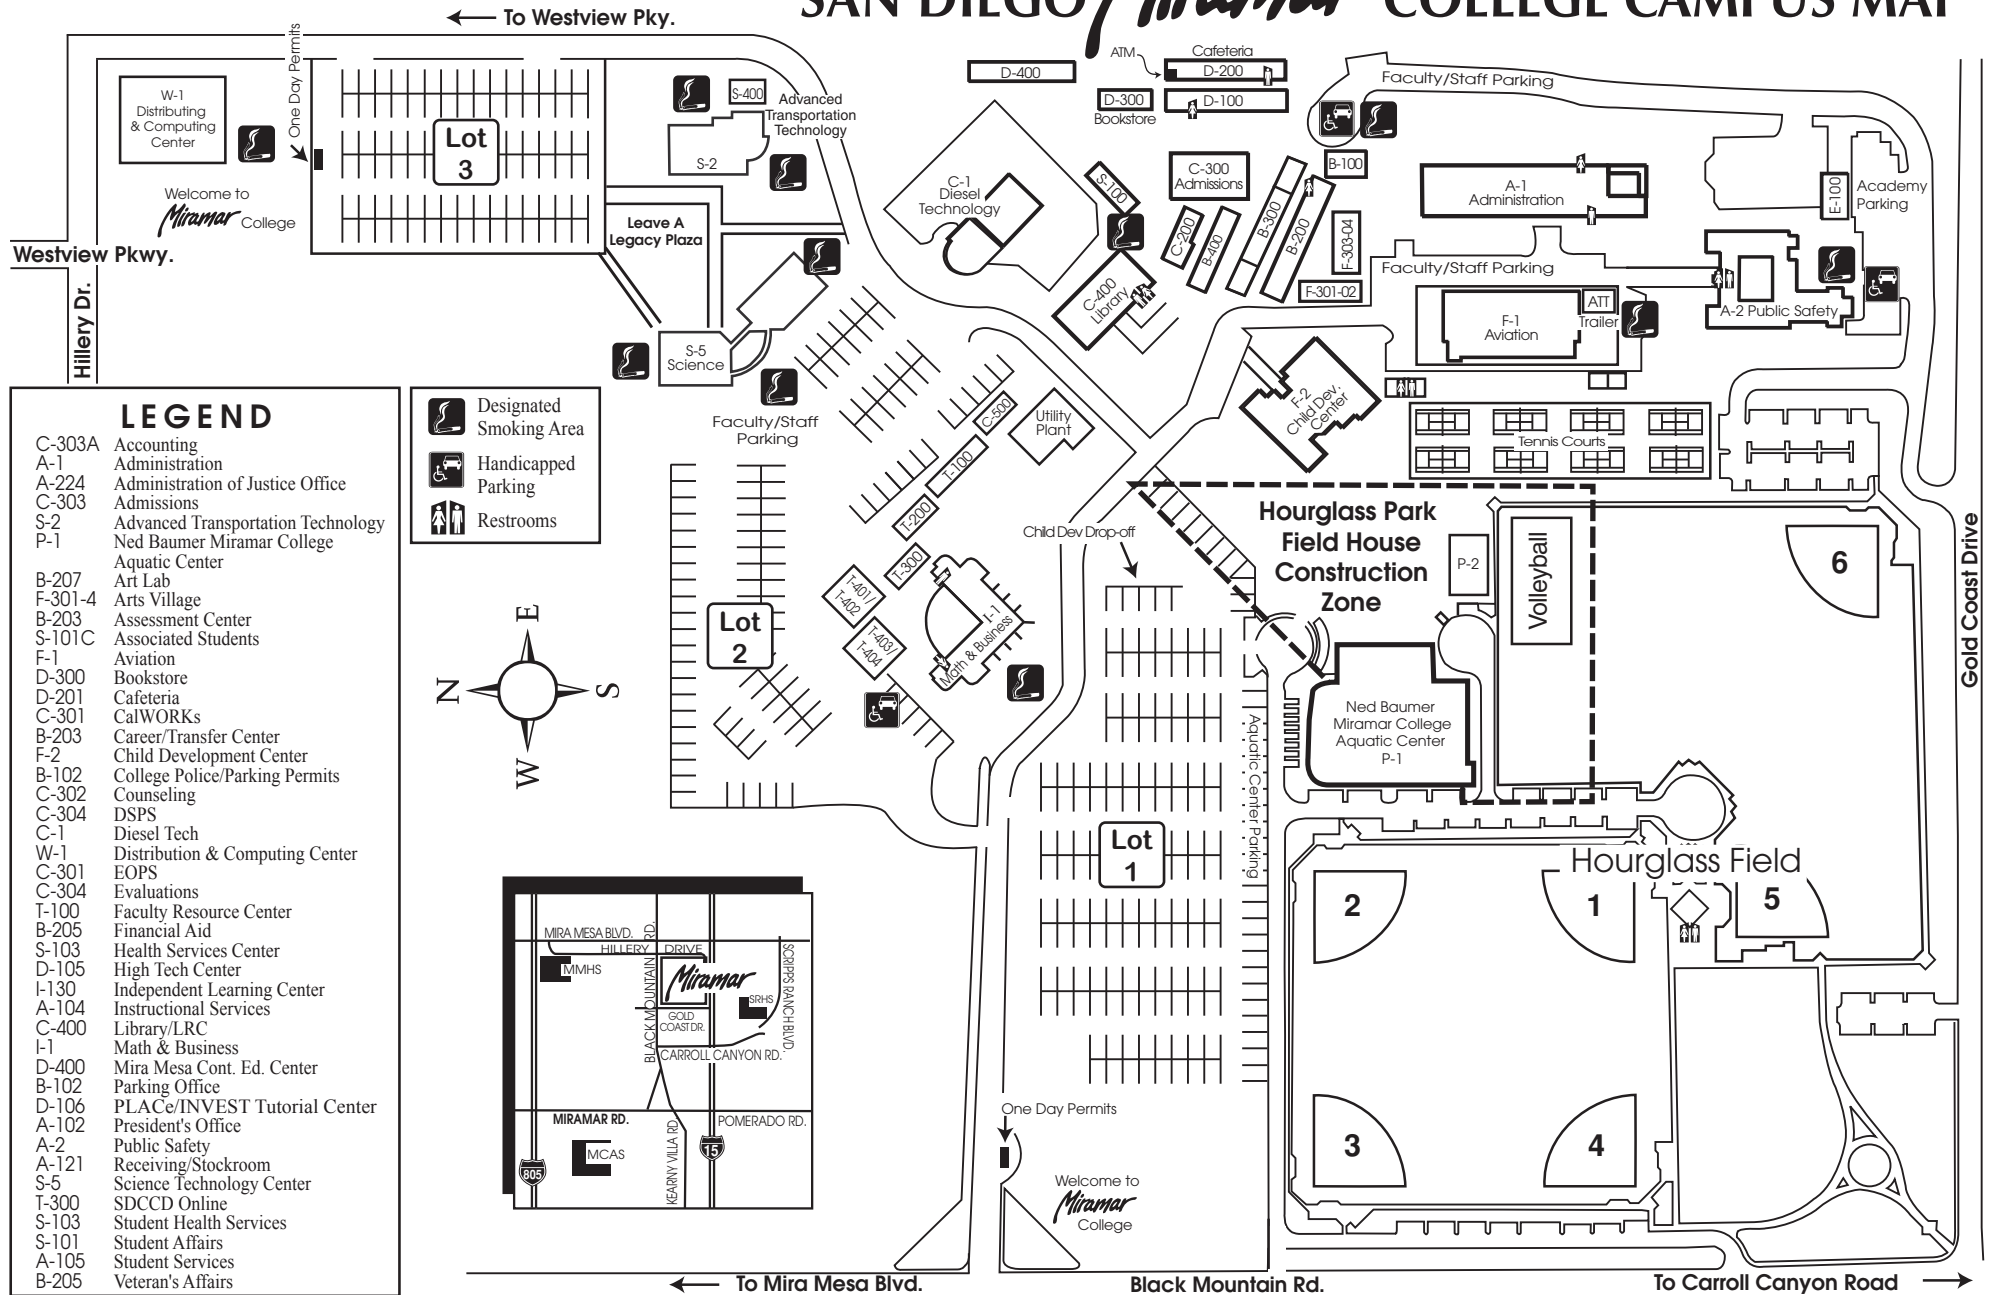 SAN DIEGO Miramar COLLEGE CAMPUS MAP
To Westview Pky.
One Day Permits
W-1
Distributing
& Computing
Center
Lot
3
Welcome to
Miramar College
Westview Pkwy.
Hillery Dr.
S-400
Advanced
Transportation
Technology
S-2
Leave A
Legacy Plaza
S-5
Science
Faculty/Staff
Parking
D-400
ATM
Cafeteria
D-200
D-300
D-100
Bookstore
C-1
Diesel
Technology
S-100
C-300
Admissions
C-200
B-400
B-300
B-200
B-100
F-303-04
F-301-02
C-400
Library
Faculty/Staff Parking
A-1
Administration
E-100
Academy
Parking
Faculty/Staff Parking
F-1
Aviation
ATT
Trailer
A-2 Public Safety
F-2
Child Dev.
Center
Tennis Courts
C-500
Utility
Plant
T-100
T-200
T-300
T-401/
T-402
T-403/
T-404
I-1
Math & Business
Lot
2
Child Dev Drop-off
Hourglass Park
Field House
Construction
Zone
P-2
Volleyball
6
Gold Coast Drive
Ned Baumer
Miramar College
Aquatic Center
P-1
Aquatic Center Parking
Lot
1
Hourglass Field
2
1
5
3
4
One Day Permits
Welcome to
Miramar
College
To Mira Mesa Blvd.
Black Mountain Rd.
To Carroll Canyon Road
LEGEND
C-303A Accounting
A-1 Administration
A-224 Administration of Justice Office
C-303 Admissions
S-2 Advanced Transportation Technology
P-1 Ned Baumer Miramar College
Aquatic Center
B-207 Art Lab
F-301-4 Arts Village
B-203 Assessment Center
S-101C Associated Students
F-1 Aviation
D-300 Bookstore
D-201 Cafeteria
C-301 CalWORKs
B-203 Career/Transfer Center
F-2 Child Development Center
B-102 College Police/Parking Permits
C-302 Counseling
C-304 DSPS
C-1 Diesel Tech
W-1 Distribution & Computing Center
C-301 EOPS
C-304 Evaluations
T-100 Faculty Resource Center
B-205 Financial Aid
S-103 Health Services Center
D-105 High Tech Center
I-130 Independent Learning Center
A-104 Instructional Services
C-400 Library/LRC
I-1 Math & Business
D-400 Mira Mesa Cont. Ed. Center
B-102 Parking Office
D-106 PLACe/INVEST Tutorial Center
A-102 President's Office
A-2 Public Safety
A-121 Receiving/Stockroom
S-5 Science Technology Center
T-300 SDCCD Online
S-103 Student Health Services
S-101 Student Affairs
A-105 Student Services
B-205 Veteran's Affairs
Designated
Smoking Area
Handicapped
Parking
Restrooms
E
N
S
W
MIRA MESA BLVD.
HILLERY DRIVE
BLACK MOUNTAIN RD.
MMHS
Miramar
SRHS
SCRIPPS RANCH BLVD.
GOLD
COAST DR.
CARROLL CANYON RD.
MIRAMAR RD.
POMERADO RD.
MCAS
KEARNY VILLA RD.
805
15